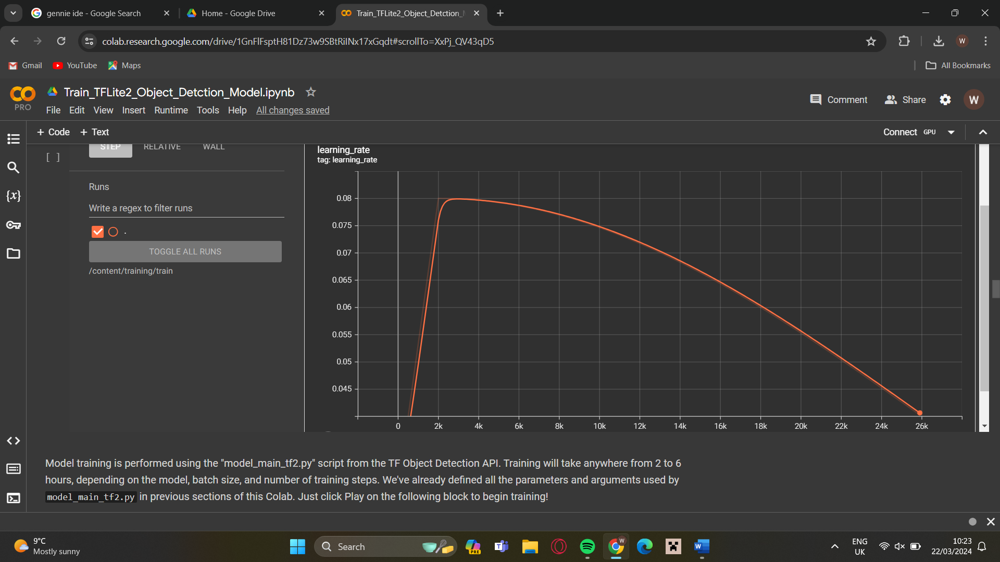 gennie ide - Google Search
Home - Google Drive
Train_TFLite2_Object_Detction_
colab.research.google.com/drive/1GnFlFsptH81Dz73w9SBtRiINx17xGqdt#scrollTo=XxPj_QV43qD5
W
Gmail
YouTube
Maps
All Bookmarks
PRO
Train_TFLite2_Object_Detction_Model.ipynb
File Edit View Insert Runtime Tools Help All changes saved
Comment
Share
W
+ Code + Text
Connect GPU
[ ]
{x}
STEP RELATIVE WALL
Runs
Write a regex to filter runs
.
TOGGLE ALL RUNS
/content/training/train
learning_rate
tag: learning_rate
0.08
0.075
0.07
0.065
0.06
0.055
0.05
0.045
0 2k 4k 6k 8k 10k 12k 14k 16k 18k 20k 22k 24k 26k
Model training is performed using the "model_main_tf2.py" script from the TF Object Detection API. Training will take anywhere from 2 to 6
hours, depending on the model, batch size, and number of training steps. We've already defined all the parameters and arguments used by
model_main_tf2.py in previous sections of this Colab. Just click Play on the following block to begin training!
9°C
Mostly sunny
Search
PRE
T
W
W
ENG
UK
10:23
22/03/2024